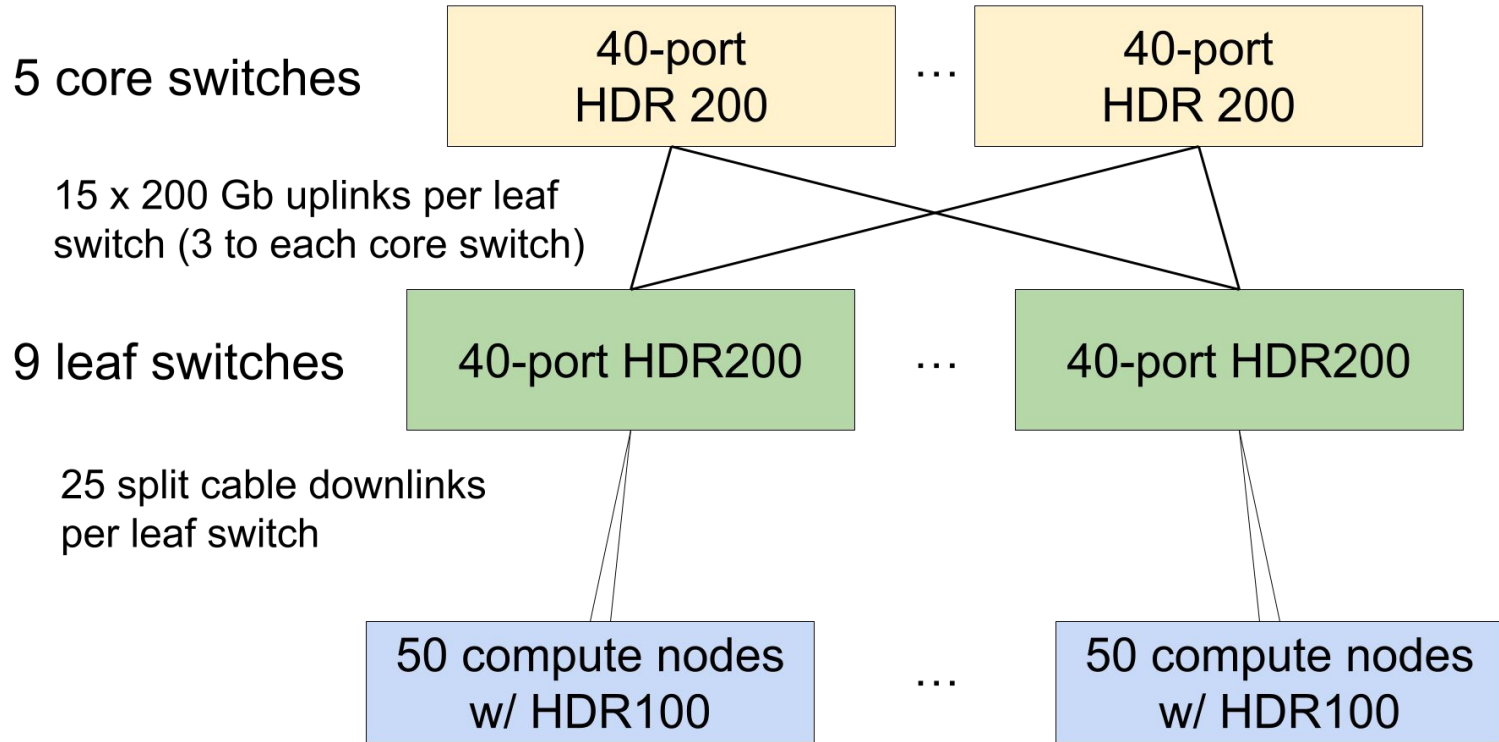 5 core switches
40-port
HDR 200
...
40-port
HDR 200
15 x 200 Gb uplinks per leaf
switch (3 to each core switch)
9 leaf switches
40-port HDR200
...
40-port HDR200
25 split cable downlinks
per leaf switch
50 compute nodes
w/ HDR100
...
50 compute nodes
w/ HDR100